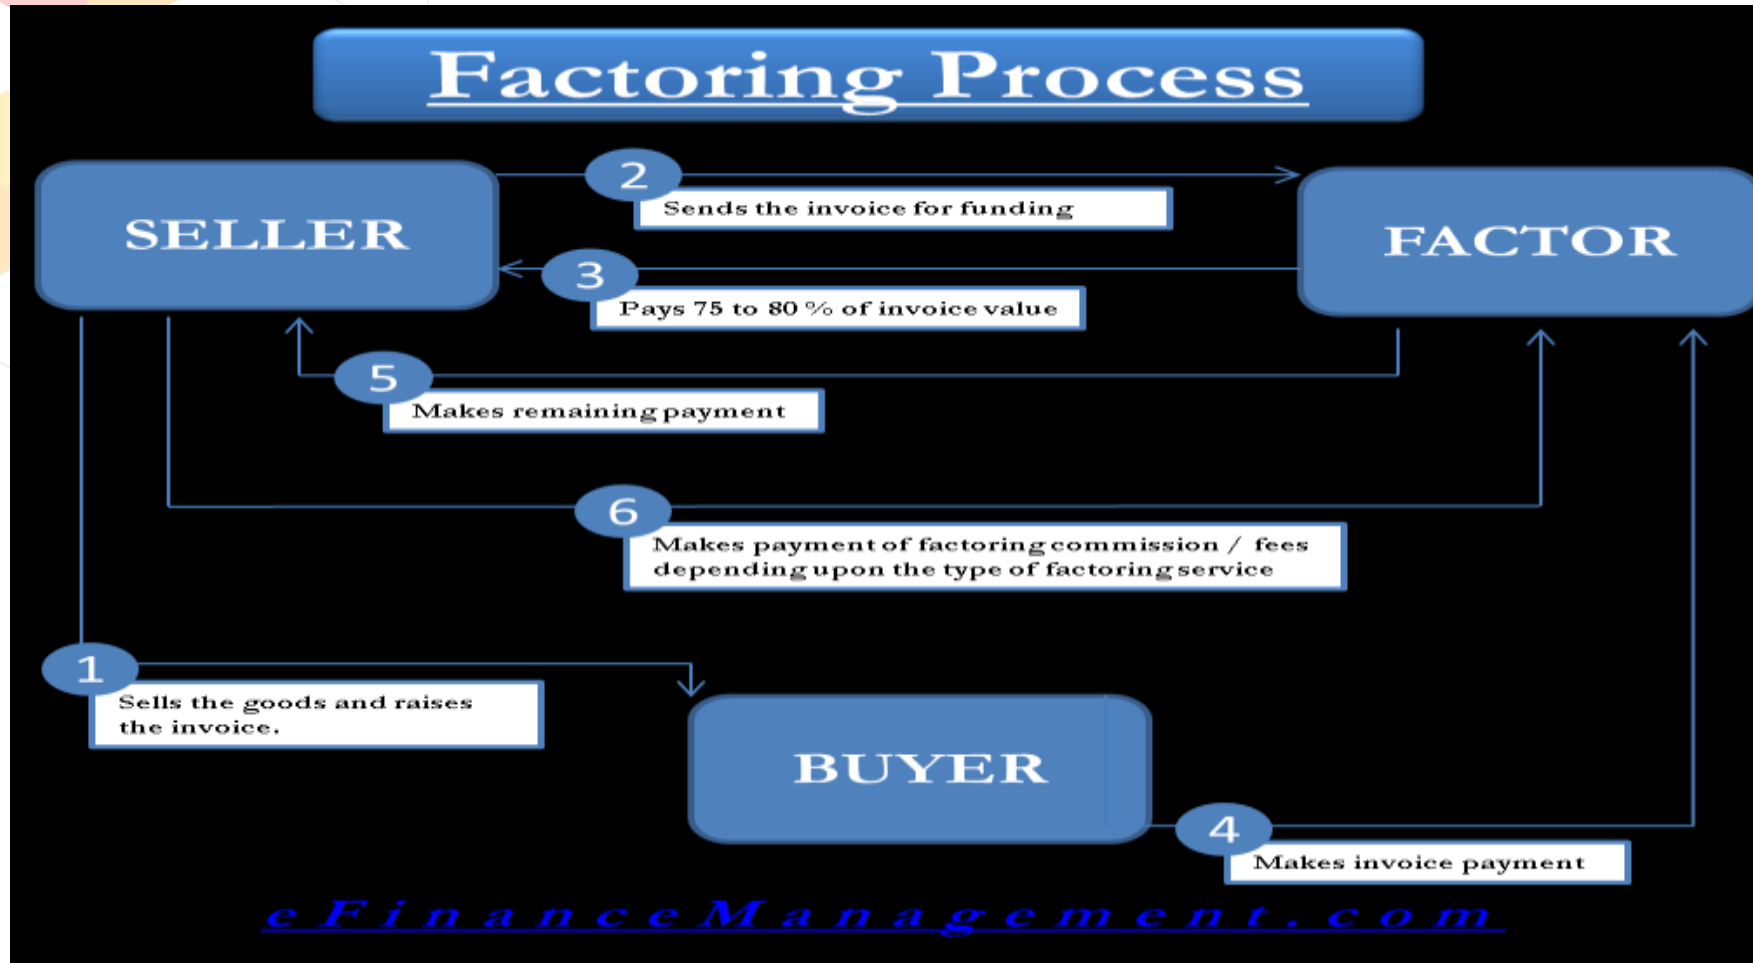 Factoring Process
SELLER
2
Sends the invoice for funding
FACTOR
3
Pays 75 to 80 % of invoice value
5
Makes remaining payment
6
Makes payment of factoring commission / fees
depending upon the type of factoring service
1
Sells the goods and raises
the invoice.
BUYER
4
Makes invoice payment
eFinanceManagement.com